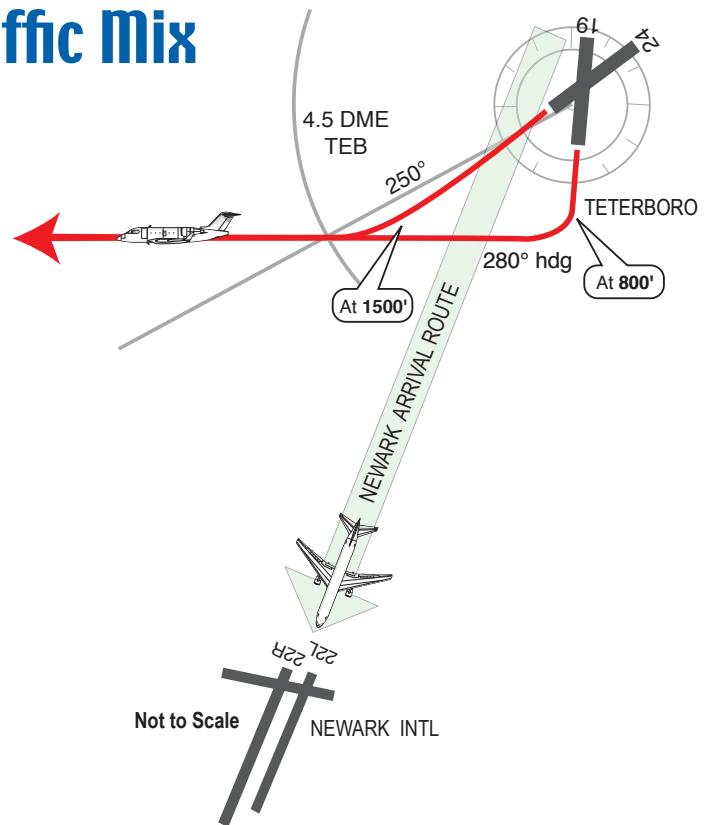 ffic Mix
19
24
4.5 DME
TEB
250°
TETERBORO
280° hdg
At 800'
At 1500'
NEWARK ARRIVAL ROUTE
22R
22L
Not to Scale
NEWARK INTL